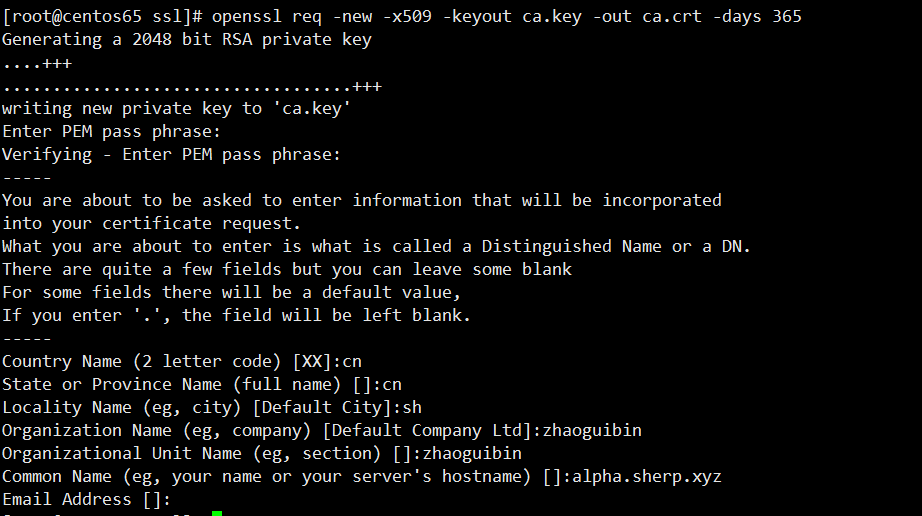 [root@centos65 ssl]# openssl req -new -x509 -keyout ca.key -out ca.crt -days 365
Generating a 2048 bit RSA private key
....+++
...................................+++
writing new private key to 'ca.key'
Enter PEM pass phrase:
Verifying - Enter PEM pass phrase:
-----
You are about to be asked to enter information that will be incorporated
into your certificate request.
What you are about to enter is what is called a Distinguished Name or a DN.
There are quite a few fields but you can leave some blank
For some fields there will be a default value,
If you enter '.', the field will be left blank.
-----
Country Name (2 letter code) [XX]:cn
State or Province Name (full name) []:cn
Locality Name (eg, city) [Default City]:sh
Organization Name (eg, company) [Default Company Ltd]:zhaoguibin
Organizational Unit Name (eg, section) []:zhaoguibin
Common Name (eg, your name or your server's hostname) []:alpha.sherp.xyz
Email Address []: